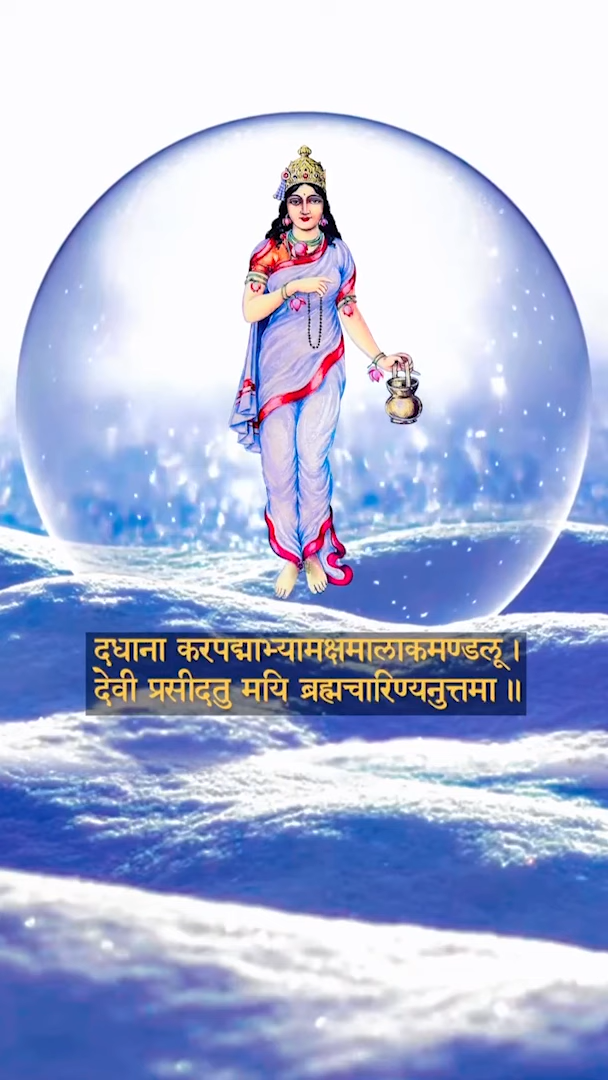 दधाना करपद्माभ्यामक्षमालाकमण्डलू ।
देवी प्रसीदतु मयि ब्रह्मचारिण्यनुत्तमा ॥